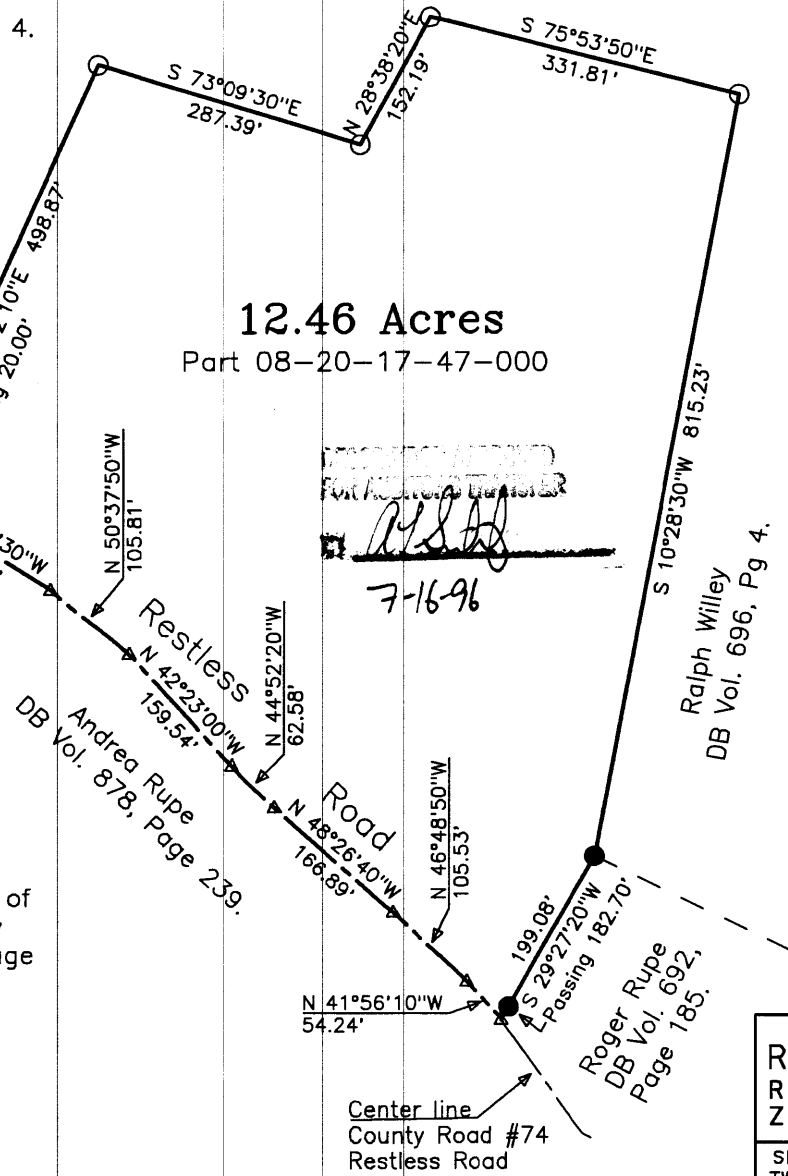 4.
S 73°09'30"E
287.39'
N 28°38'20"E
152.19'
S 75°53'50"E
331.81'
10"E 498.87'
20.00'
12.46 Acres
Part 08-20-17-47-000
FOR AUDITOR'S TRANSFER
7-16-96
S 10°28'30"W 815.23'
Ralph Willey
DB Vol. 696, Pg 4.
'30"W
N 50°37'50"W
105.81'
Restless
N 42°23'00"W
159.54'
N 44°52'20"W
62.58'
Andrea Rupe
DB Vol. 878, Page 239.
Road
N 48°26'40"W
166.89'
N 46°48'50"W
105.53'
of
199.08'
S 29°27'20"W
Passing 182.70'
N 41°56'10"W
54.24'
Roger Rupe
DB Vol. 692,
Page 185.
Center line
County Road #74
Restless Road
R
R
Z